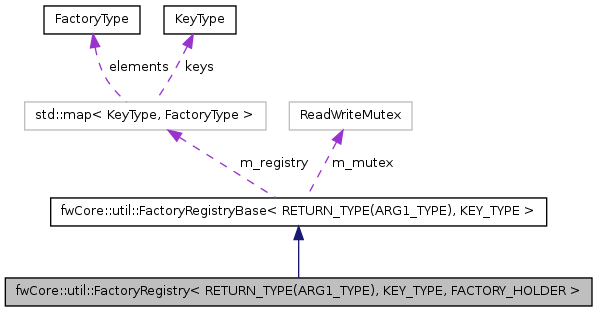 FactoryType
KeyType
elements
keys
std::map< KeyType, FactoryType >
ReadWriteMutex
m_registry
m_mutex
fwCore::util::FactoryRegistryBase< RETURN_TYPE(ARG1_TYPE), KEY_TYPE >
fwCore::util::FactoryRegistry< RETURN_TYPE(ARG1_TYPE), KEY_TYPE, FACTORY_HOLDER >